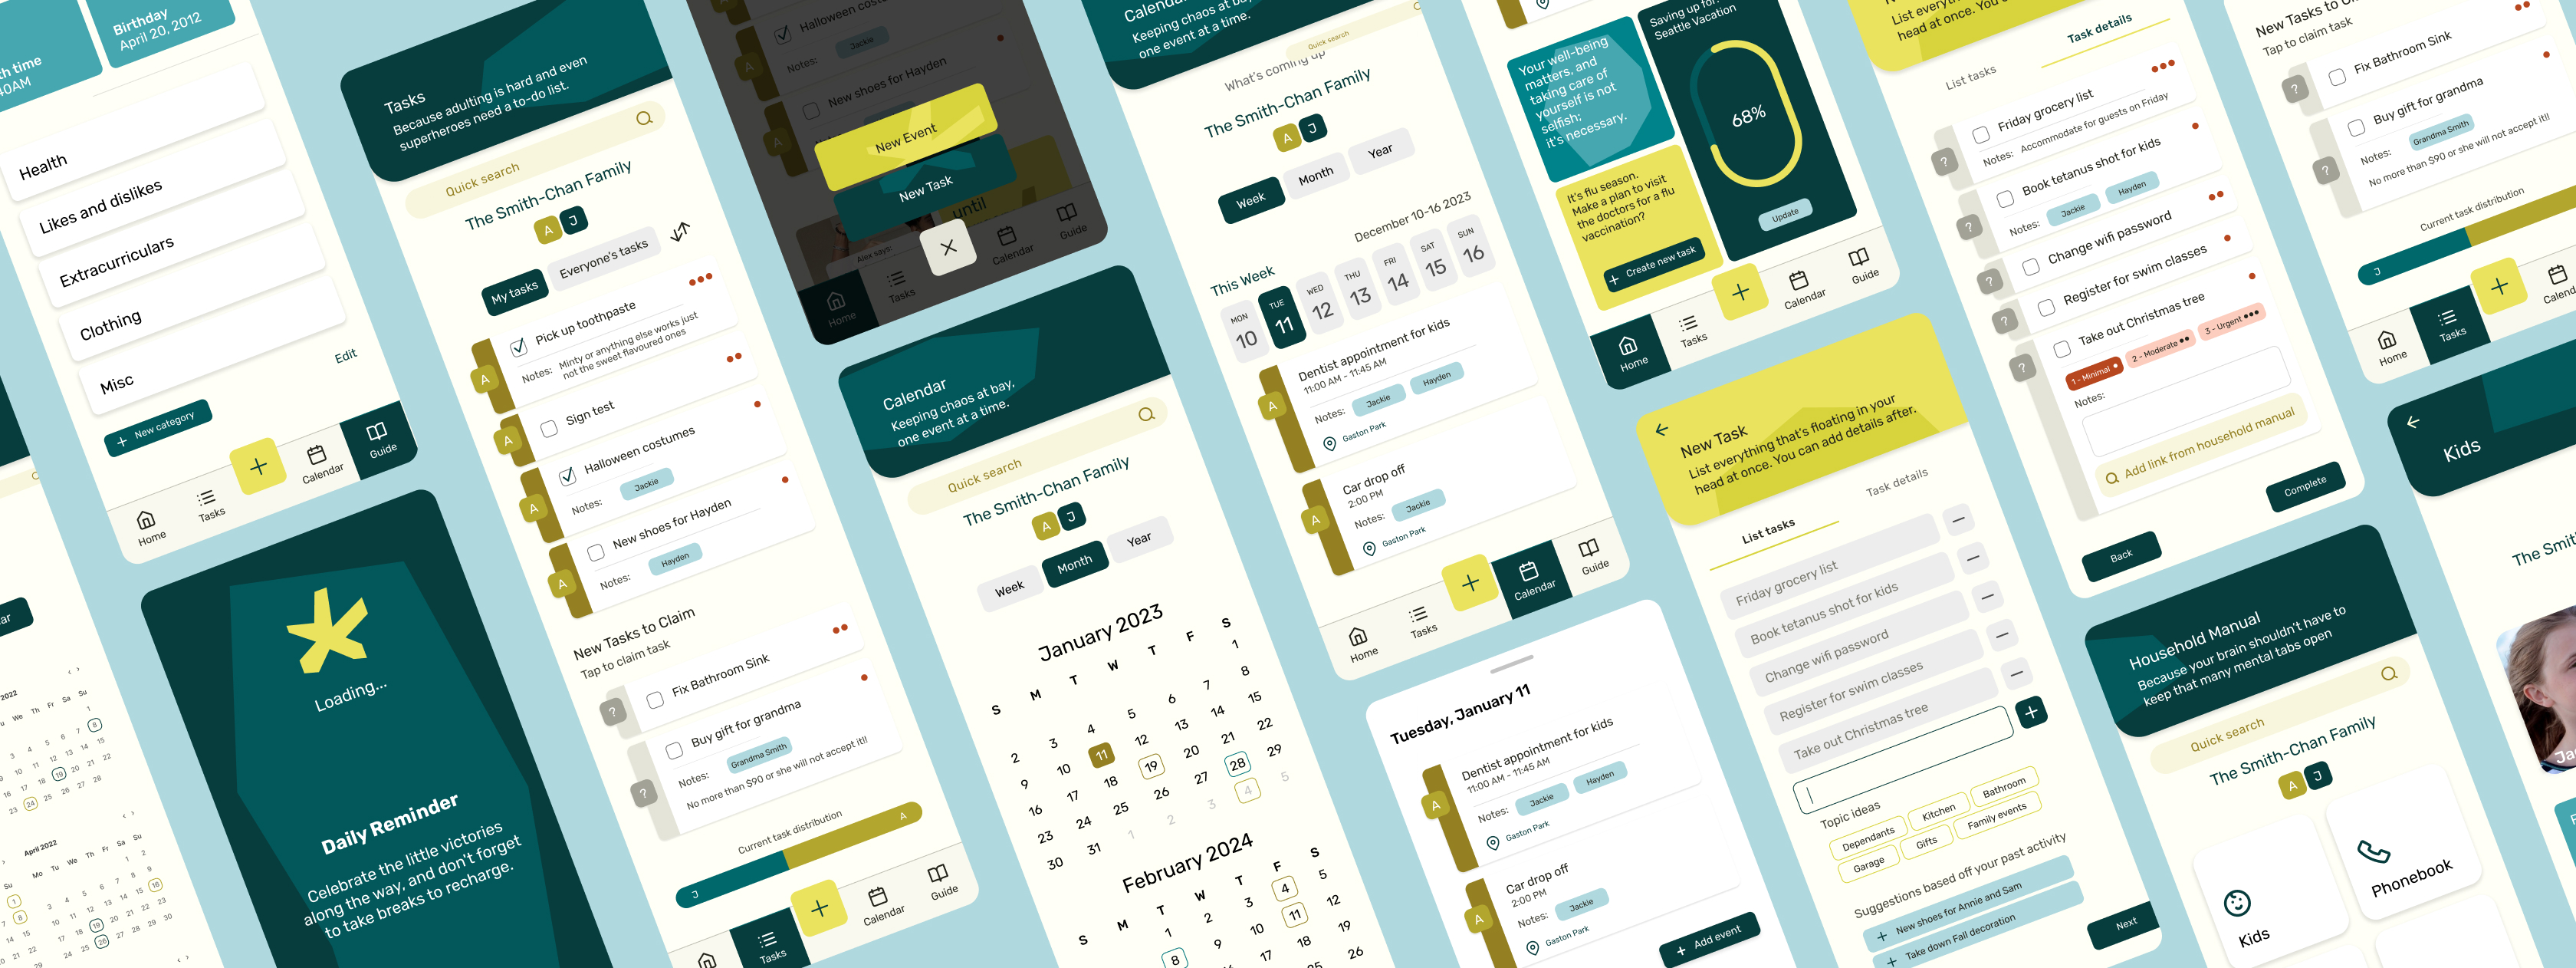 Birthday
April 20, 2012
Health
Likes and dislikes
Extracurriculars
Clothing
Misc
Edit
+ New category
Home
Tasks
+
Calendar
Guide
2022
We Th Fr Sa Su
April 2022
Mo Tu We Th Fr Sa Su
Loading...
Daily Reminder
Celebrate the little victories
along the way, and don't forget
to take breaks to recharge.
Tasks
Because adulting is hard and even
superheroes need a to-do list.
Quick search
The Smith-Chan Family
A J
My tasks
Everyone's tasks
A
Pick up toothpaste
Notes: Minty or anything else works just
not the sweet flavoured ones
A
Sign test
A
Halloween costumes
Notes: Jackie
A
New shoes for Hayden
Notes: Hayden
New Tasks to Claim
Tap to claim task
?
Fix Bathroom Sink
?
Buy gift for grandma
Notes: Grandma Smith
No more than $90 or she will not accept it!!
Current task distribution
J A
Tasks
+
Calendar
Guide
A
Halloween costu
Notes: Jackie
A
New shoes for Hayden
New Event
New Task
until
Alex says:
Home
Tasks
Calendar
Guide
Calendar
Keeping chaos at bay,
one event at a time.
Quick search
The Smith-Chan Family
A J
Week
Month
Year
January 2023
S M T W T F S
1
2 3 4 5 6 7 8
9 10 11 12 13 14 15
16 17 18 19 20 21 22
23 24 25 26 27 28 29
30 31 1 2 3 4 5
February 2024
S M T W T F S
1 2 3 4 5
8 9 10 11 12
17 18 19
25 26
Calendar
Keeping chaos at bay,
one event at a time.
Quick search
What's coming up
The Smith-Chan Family
A J
Week
Month
Year
December 10-16 2023
This Week
MON TUE WED THU FRI SAT SUN
10 11 12 13 14 15 16
A
Dentist appointment for kids
11:00 AM - 11:45 AM
Notes: Jackie Hayden
Gaston Park
A
Car drop off
2:00 PM
Notes: Jackie
Gaston Park
Home
Tasks
+
Calendar
Guide
Tuesday, January 11
A
Dentist appointment for kids
11:00 AM - 11:45 AM
Notes: Jackie Hayden
Gaston Park
A
Car drop off
2:00 PM
Notes: Jackie
Gaston Park
+ Add event
Your well-being
matters, and
taking care of
yourself is not
selfish;
it's necessary.
Saving up for:
Seattle Vacation
68%
Update
It's flu season.
Make a plan to visit
the doctors for a flu
vaccination?
+ Create new task
Home
Tasks
+
Calendar
Guide
New Task
List everything that's floating in your
head at once. You can add details after.
List tasks
Task details
Friday grocery list
Book tetanus shot for kids
Change wifi password
Register for swim classes
Take out Christmas tree
+
Topic ideas
Dependants
Kitchen
Bathroom
Garage
Gifts
Family events
Suggestions based off your past activity
+ New shoes for Annie and Sam
+ Take down Fall decoration
Next
List everything
head at once. You c
List tasks
Task details
?
Friday grocery list
Notes: Accommodate for guests on Friday
?
Book tetanus shot for kids
Notes: Jackie Hayden
?
Change wifi password
?
Register for swim classes
?
Take out Christmas tree
1 - Minimal
2 - Moderate
3 - Urgent
Notes:
Add link from household manual
Back
Complete
Household Manual
Because your brain shouldn't have to
keep that many mental tabs open
Quick search
The Smith-Chan Family
A J
Kids
Phonebook
New Tasks to Cl
Tap to claim task
?
Fix Bathroom Sink
?
Buy gift for grandma
Notes: Grandma Smith
No more than $90 or she will not accept it!!
Current task distribution
J
Home
Tasks
+
Calend
Kids
The Smit
Ja